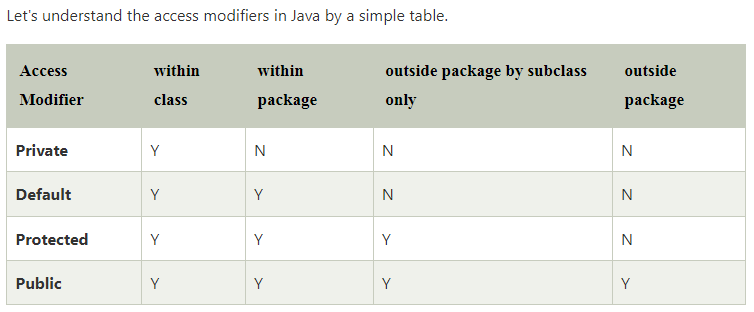 Let's understand the access modifiers in Java by a simple table.
Access Modifier within class within package outside package by subclass only outside package
Private Y N N N
Default Y Y N N
Protected Y Y Y N
Public Y Y Y Y